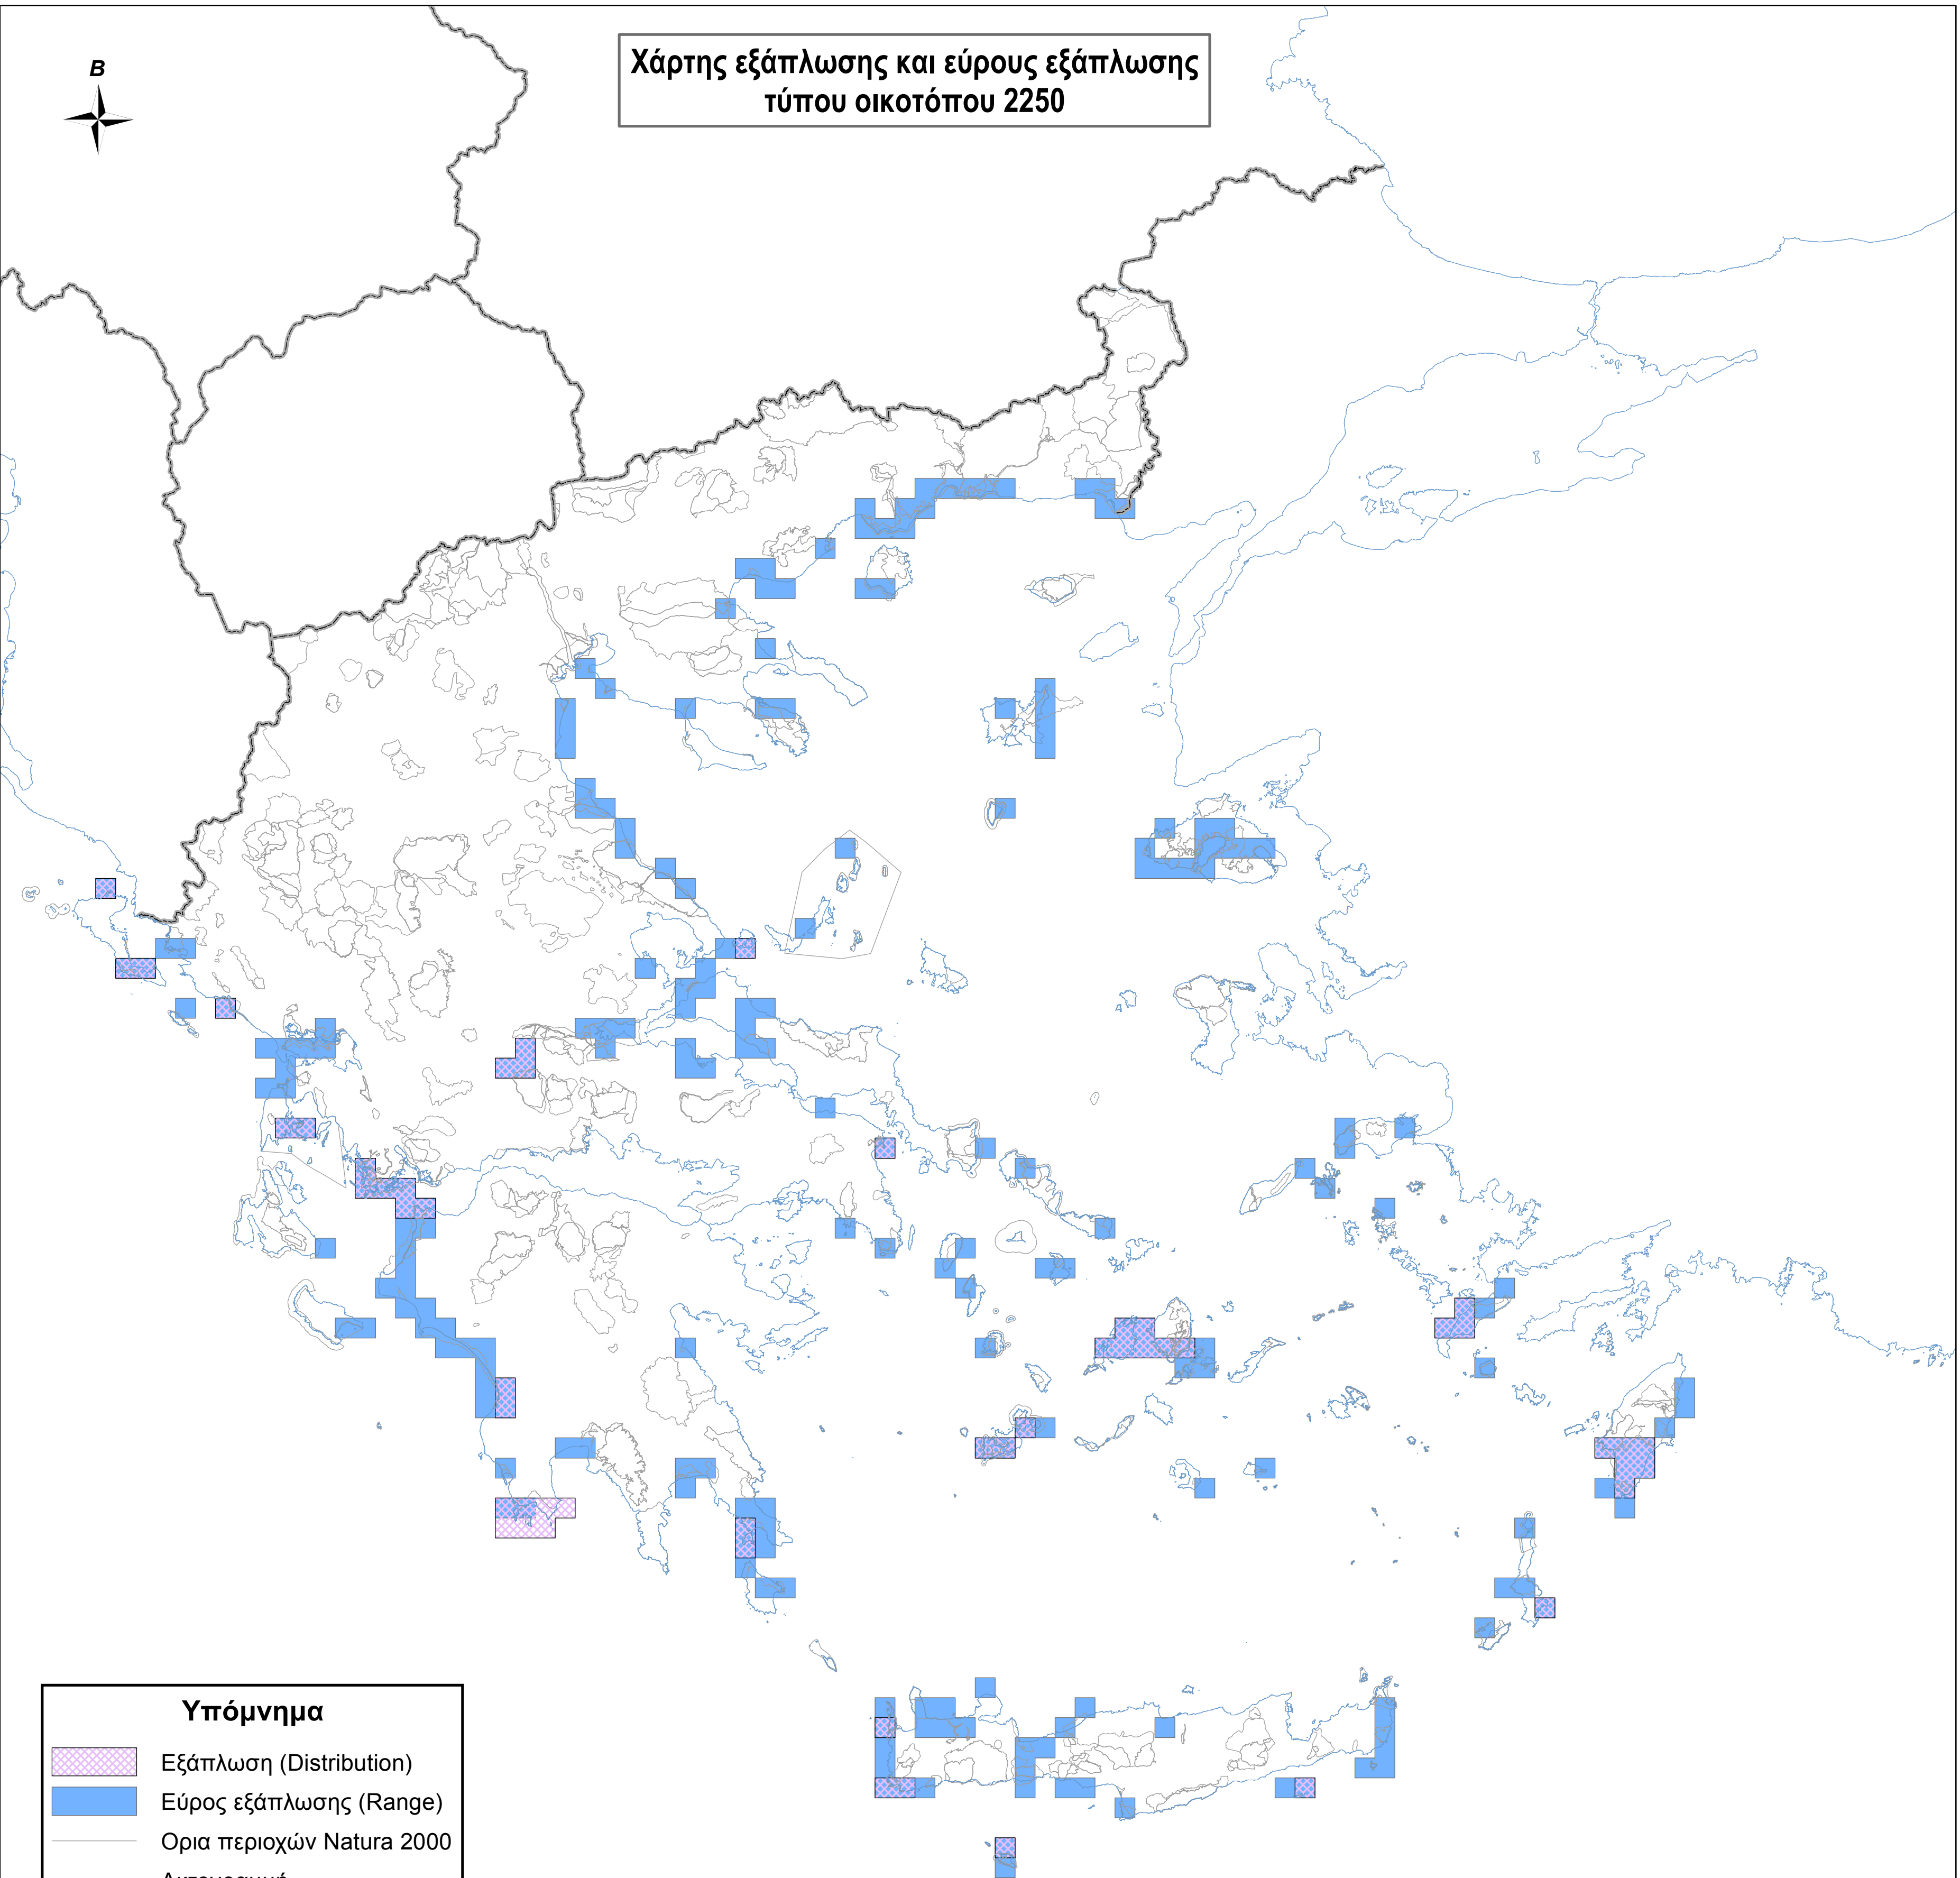 B
Χάρτης εξάπλωσης και εύρους εξάπλωσης
τύπου οικοτόπου 2250
Υπόμνημα
Εξάπλωση (Distribution)
Εύρος εξάπλωσης (Range)
Ορια περιοχών Natura 2000